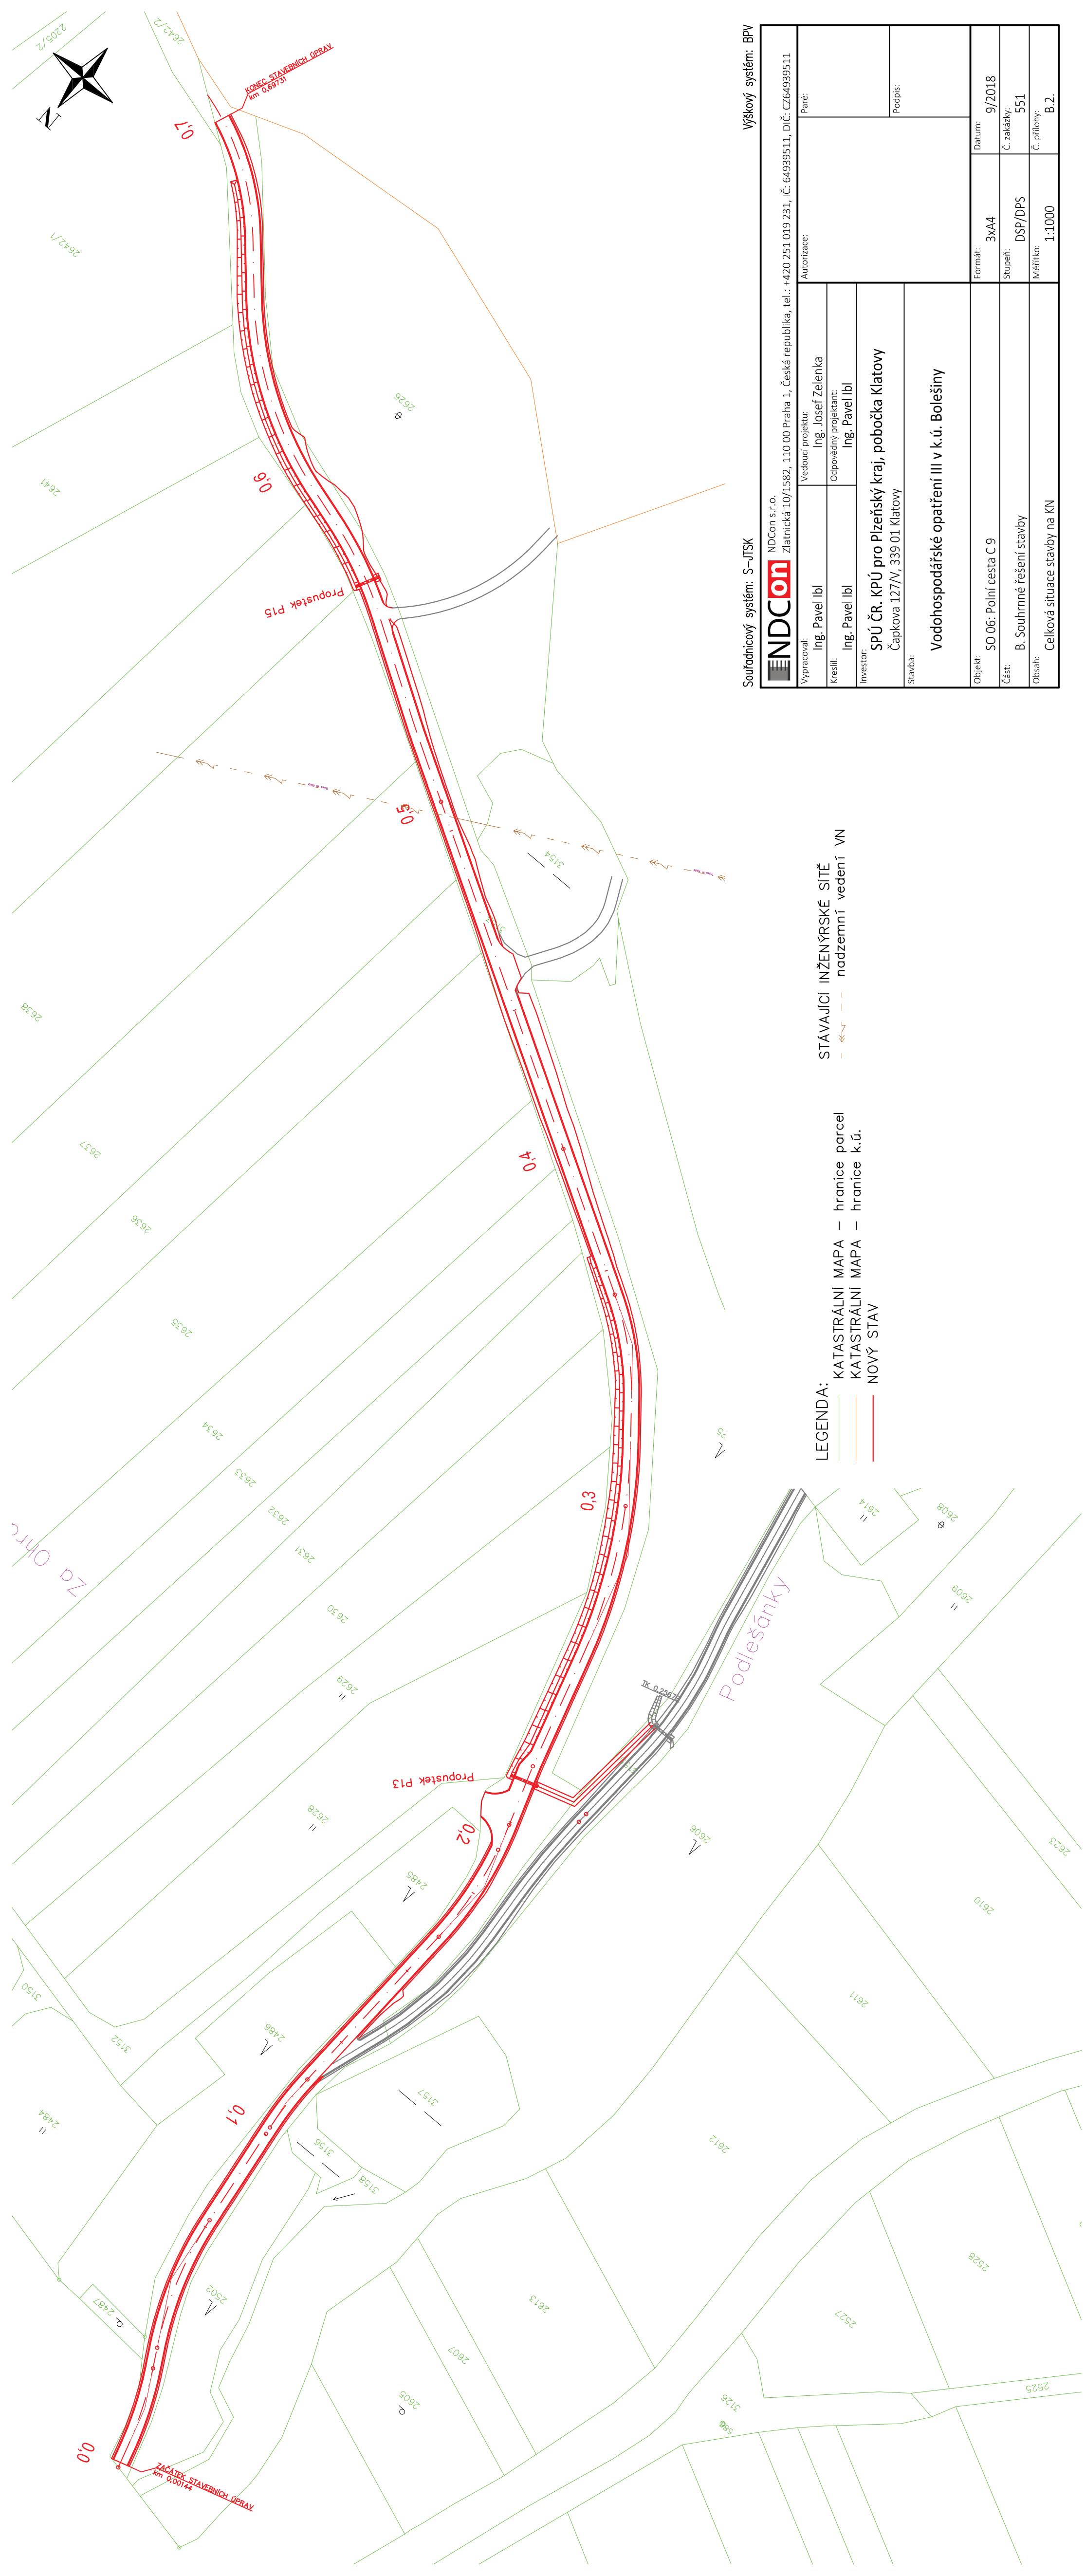 2205/2
2642/2
N
KONEC STAVEBNÍCH ÚPRAV
km 0,69731
0,7
2642/1
2641
0,6
2626
Propustek P15
0,5
3154
2638
2637
0,4
2636
2635
2634
2633
2632
2631
0,3
Za Ohra
2630
2629
Podlešánky
Propustek P13
2628
0,2
2485
2606
2614
2608
2609
2623
2610
2611
3150
3152
2486
2484
0,1
3157
3156
3158
2612
2487
2502
2613
2607
2605
2528
2527
3126
2525
0,0
ZAČÁTEK STAVEBNÍCH ÚPRAV
km 0,00144
LEGENDA:
KATASTRÁLNÍ MAPA – hranice parcel
KATASTRÁLNÍ MAPA – hranice k.ú.
NOVÝ STAV
STÁVAJÍCÍ INŽENÝRSKÉ SÍTĚ
nadzemní vedení VN
Souřadnicový systém: S-JTSK
Výškový systém: BPV
NDCon
NDCon s.r.o.
Zlatnická 10/1582, 110 00 Praha 1, Česká republika, tel.: +420 251 019 231, IČ: 64939511, DIČ: CZ64939511
Vypracoval:
Ing. Pavel Ibl
Vedoucí projektu:
Ing. Josef Zelenka
Autorizace:
Paré:
Kreslil:
Ing. Pavel Ibl
Odpovědný projektant:
Ing. Pavel Ibl
Investor:
SPÚ ČR. KPÚ pro Plzeňský kraj, pobočka Klatovy
Čapkova 127/V, 339 01 Klatovy
Podpis:
Stavba:
Vodohospodářské opatření III v k.ú. Bolešiny
Objekt:
SO 06: Polní cesta C 9
Formát:
3xA4
Datum:
9/2018
Část:
B. Souhrnné řešení stavby
Stupeň:
DSP/DPS
Č. zakázky:
551
Obsah:
Celková situace stavby na KN
Měřítko:
1:1000
Č. přílohy:
B.2.